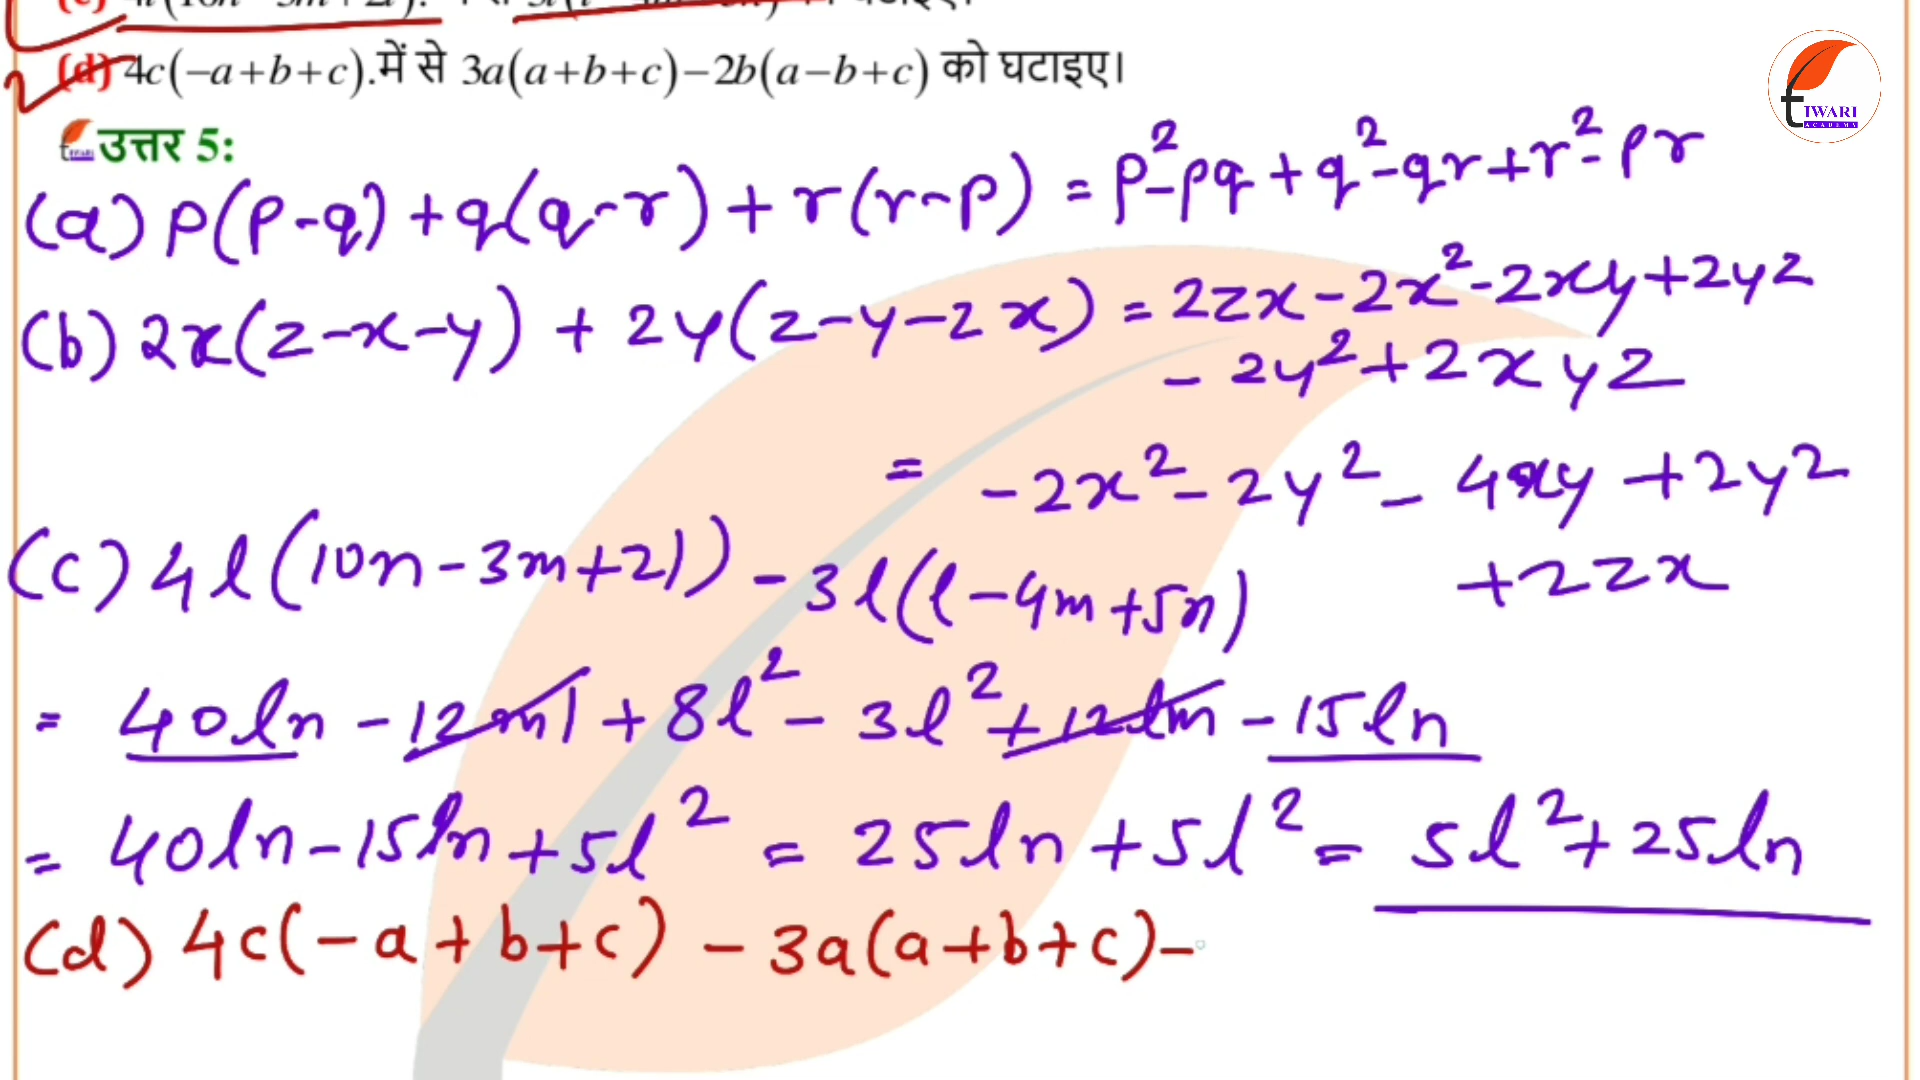 (d) 4c(−a+b+c).में से 3a(a+b+c)−2b(a−b+c) को घटाइए।
TIWARI
ACADEMY
उत्तर 5:
(a) p(p-q) + q(q-r) + r(r-p) = p²-pq + q²-qr + r²-pr
(b) 2x(z-x-y) + 2y(z-y-2x) = 2zx - 2x² - 2xy + 2yz
- 2y² + 2xyz
= -2x² - 2y² - 4xy + 2yz
+ 2zx
(c) 4l(10n - 3m + 2l) - 3l(l - 4m + 5n)
= 40ln - 12ml + 8l² - 3l² + 12lm - 15ln
= 40ln - 15ln + 5l² = 25ln + 5l² = 5l² + 25ln
(d) 4c(-a + b + c) - 3a(a + b + c) -